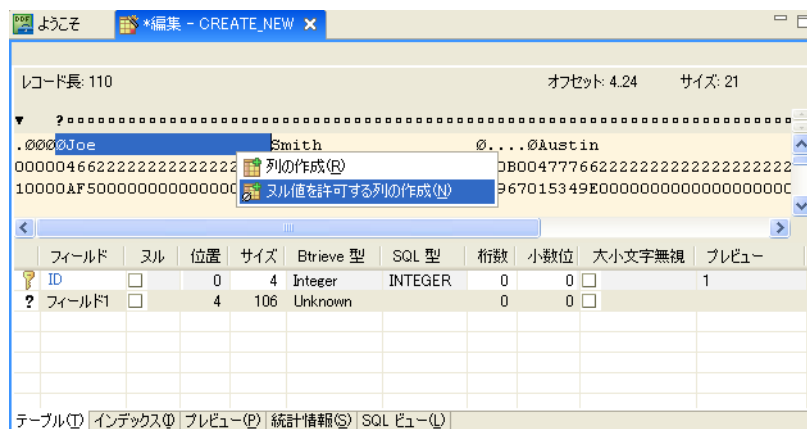 ようこそ *編集 - CREATE_NEW
レコード長: 110 オフセット: 4..24 サイズ: 21
.ØØØØJoe Smith Ø....ØAustin
列の作成(R)
ヌル値を許可する列の作成(N)
フィールド ヌル 位置 サイズ Btrieve 型 SQL 型 桁数 小数位 大小文字無視 プレビュー
ID 0 4 Integer INTEGER 0 0 1
? フィールド1 4 106 Unknown 0 0
テーブル(T) インデックス(I) プレビュー(P) 統計情報(S) SQL ビュー(L)